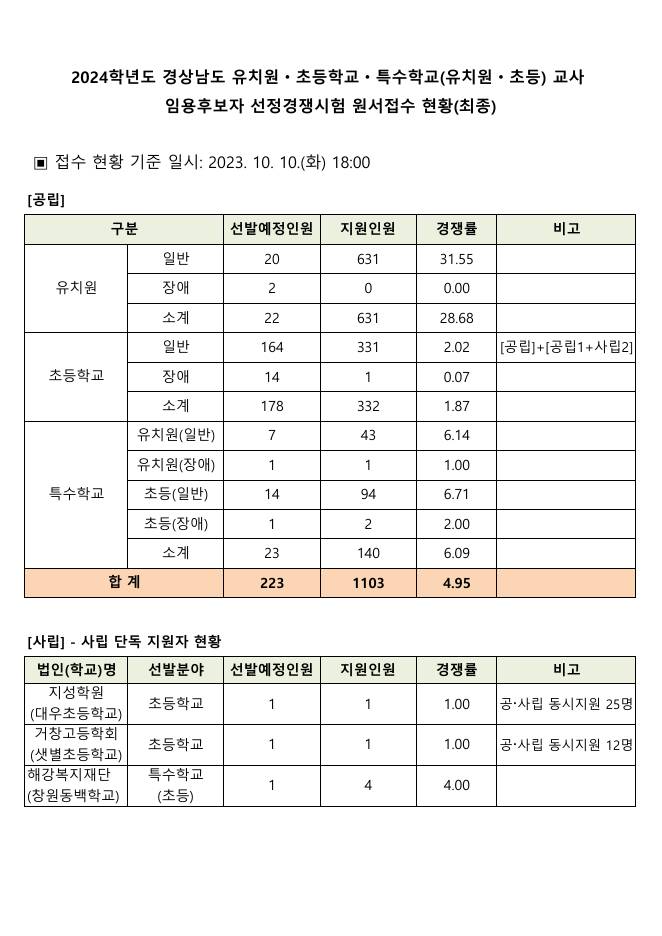 2024학년도 경상남도 유치원・초등학교・특수학교(유치원・초등) 교사
임용후보자 선정경쟁시험 원서접수 현황(최종)
▣ 접수 현황 기준 일시: 2023. 10. 10.(화) 18:00
[공립]
구분 선발예정인원 지원인원 경쟁률 비고
유치원 일반 20 631 31.55
장애 2 0 0.00
소계 22 631 28.68
초등학교 일반 164 331 2.02 [공립]+[공립1+사립2]
장애 14 1 0.07
소계 178 332 1.87
특수학교 유치원(일반) 7 43 6.14
유치원(장애) 1 1 1.00
초등(일반) 14 94 6.71
초등(장애) 1 2 2.00
소계 23 140 6.09
합 계 223 1103 4.95
[사립] - 사립 단독 지원자 현황
법인(학교)명 선발분야 선발예정인원 지원인원 경쟁률 비고
지성학원
(대우초등학교) 초등학교 1 1 1.00 공·사립 동시지원 25명
거창고등학회
(샛별초등학교) 초등학교 1 1 1.00 공·사립 동시지원 12명
해강복지재단
(창원동백학교) 특수학교
(초등) 1 4 4.00